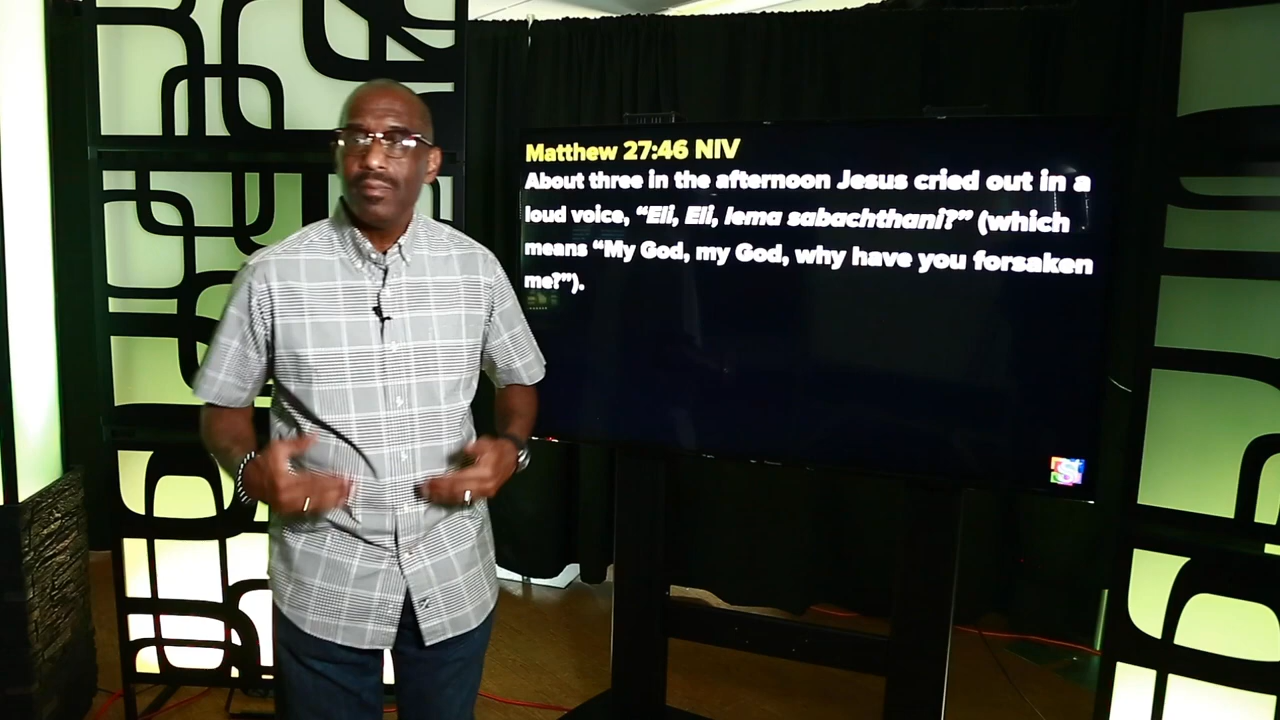 Matthew 27:46 NIV
About three in the afternoon Jesus cried out in a
loud voice, “Eli, Eli, lema sabachthani?” (which
means “My God, my God, why have you forsaken
me?”).